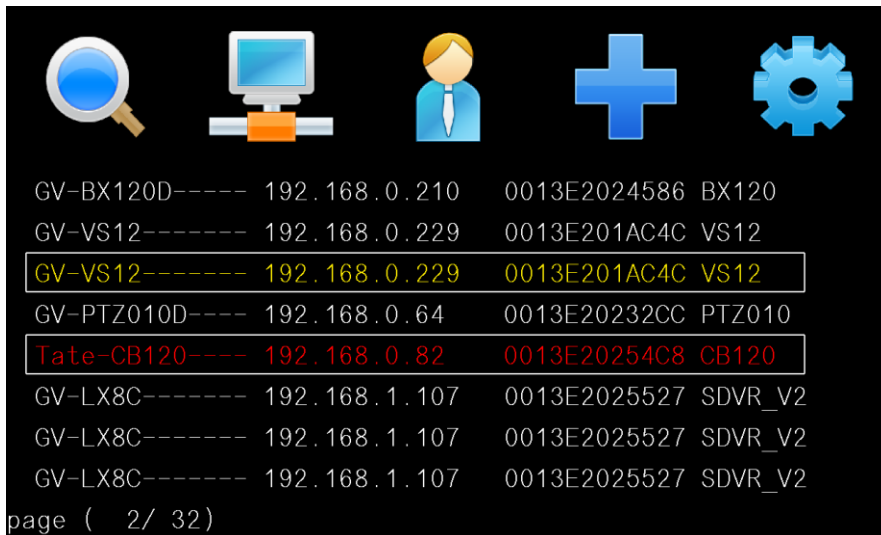 GV-BX120D----- 192.168.0.210 0013E2024586 BX120
GV-VS12------- 192.168.0.229 0013E201AC4C VS12
GV-VS12------- 192.168.0.229 0013E201AC4C VS12
GV-PTZ010D---- 192.168.0.64 0013E20232CC PTZ010
Tate-CB120---- 192.168.0.82 0013E20254C8 CB120
GV-LX8C------- 192.168.1.107 0013E2025527 SDVR_V2
GV-LX8C------- 192.168.1.107 0013E2025527 SDVR_V2
GV-LX8C------- 192.168.1.107 0013E2025527 SDVR_V2
page ( 2/ 32)